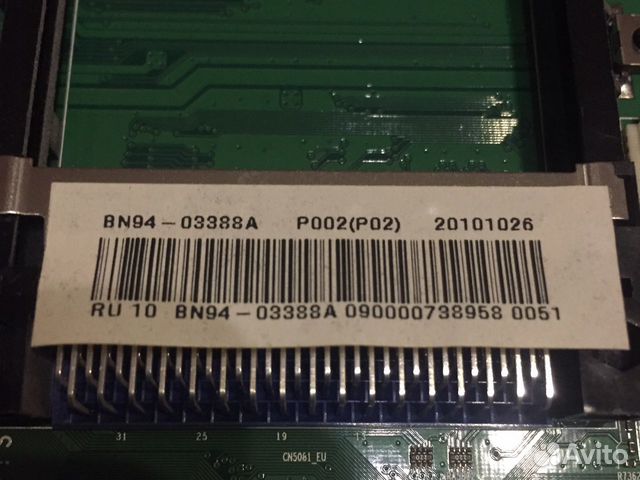 BN94-03388A P002(P02) 20101026
RU 10 BN94-03388A 090000738958 0051
31 25 19
CN5061_EU
Avito